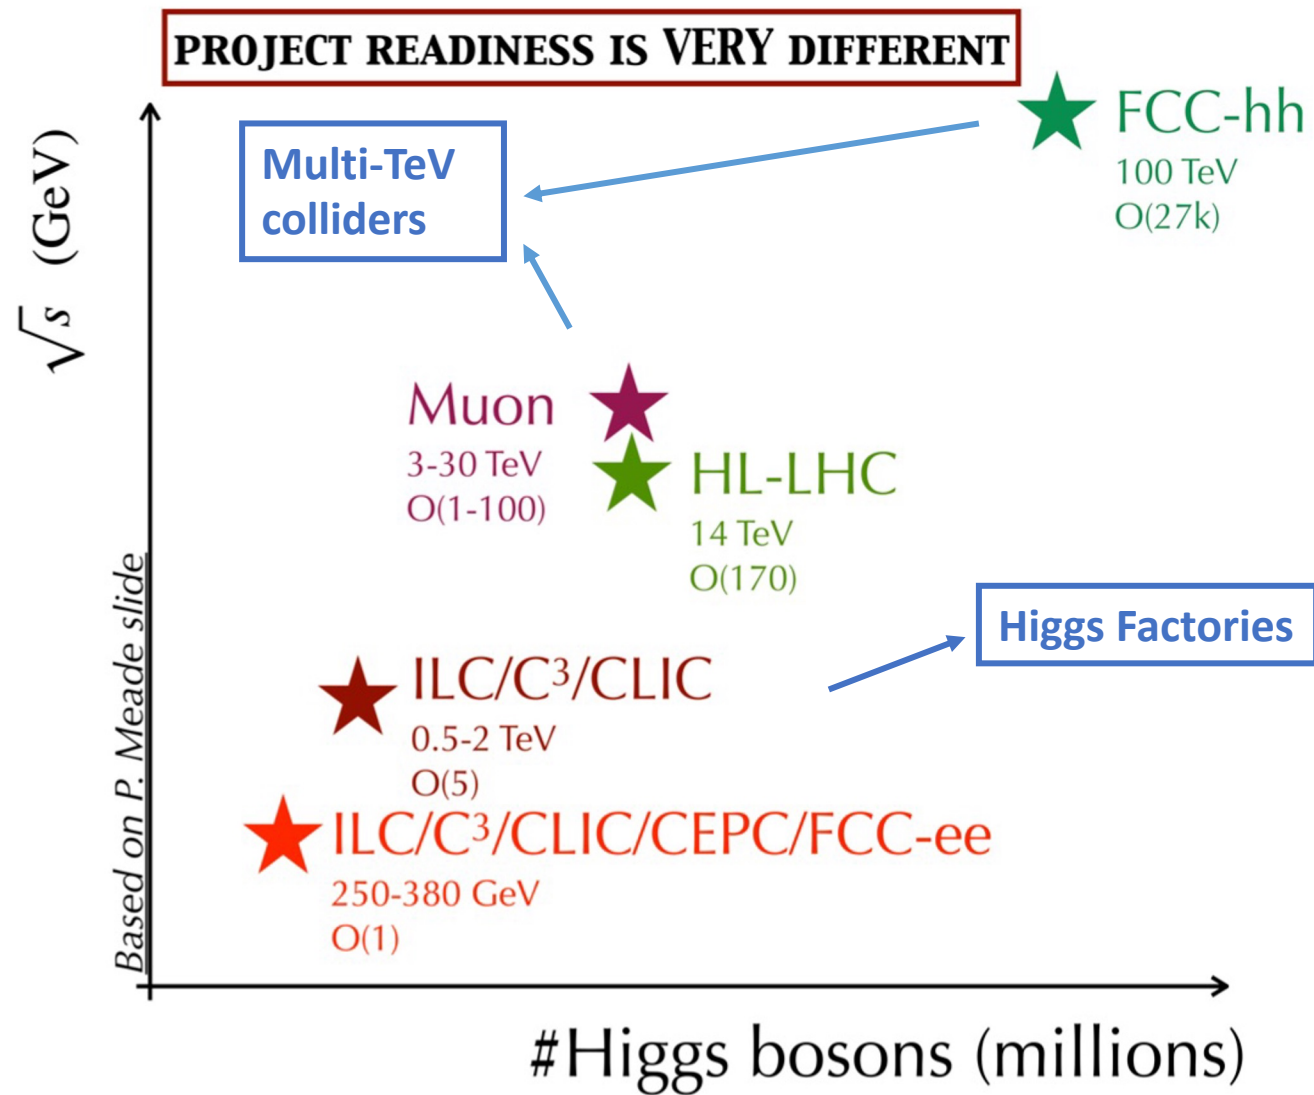 PROJECT READINESS IS VERY DIFFERENT
FCC-hh
100 TeV
O(27k)
Multi-TeV
colliders
√s (GeV)
Muon
3-30 TeV
O(1-100)
HL-LHC
14 TeV
O(170)
Higgs Factories
ILC/C³/CLIC
0.5-2 TeV
O(5)
ILC/C³/CLIC/CEPC/FCC-ee
250-380 GeV
O(1)
Based on P. Meade slide
#Higgs bosons (millions)